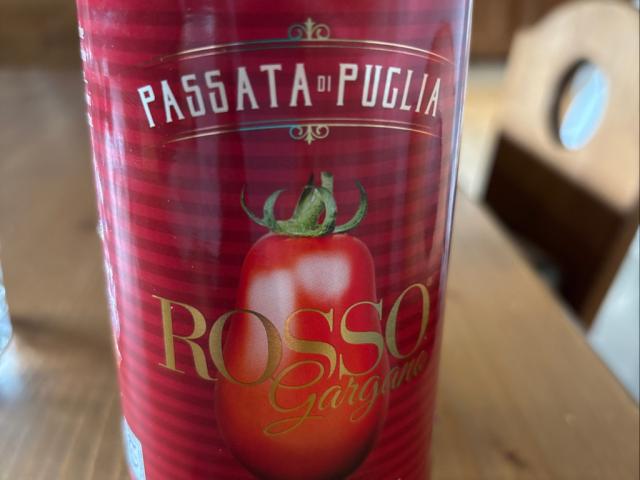 PASSATA DI PUGLIA
ROSSO
Gargano